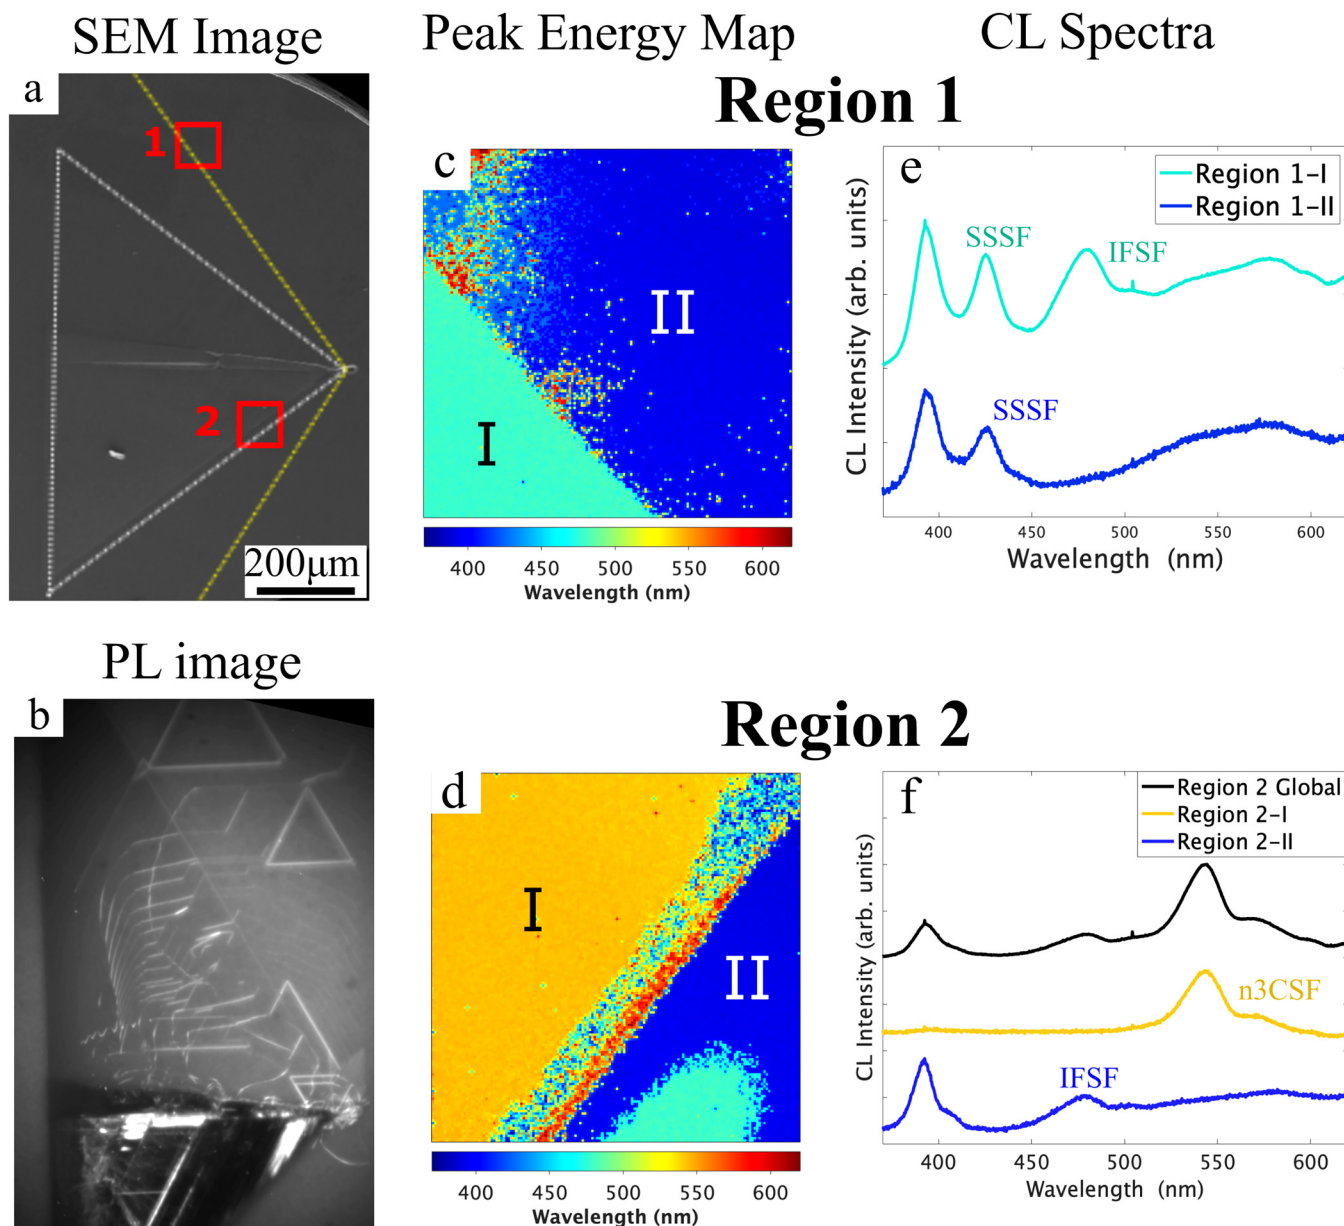 SEM Image
Peak Energy Map
CL Spectra
Region 1
a
1
2
200μm
c
I
II
400 450 500 550 600
Wavelength (nm)
e
Region 1-I
Region 1-II
SSSF
IFSF
SSSF
CL Intensity (arb. units)
400 450 500 550 600
Wavelength (nm)
PL image
Region 2
b
d
I
II
400 450 500 550 600
Wavelength (nm)
f
Region 2 Global
Region 2-I
Region 2-II
n3CSF
IFSF
CL Intensity (arb. units)
400 450 500 550 600
Wavelength (nm)